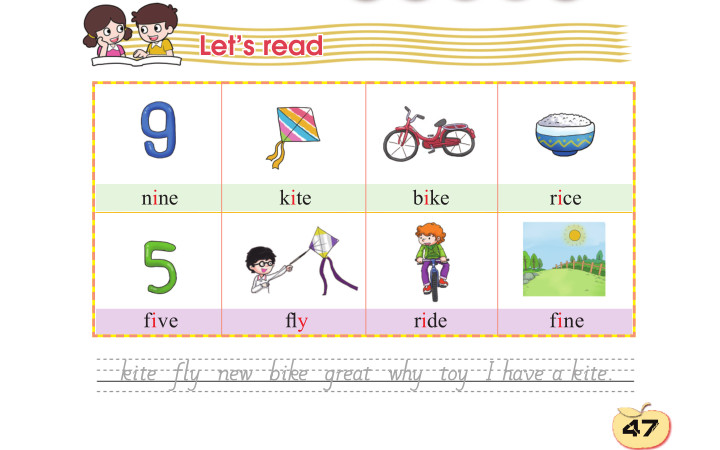 Let's read
9
nine kite bike rice
5
five fly ride fine
kite fly new bike great why toy I have a kite.
47